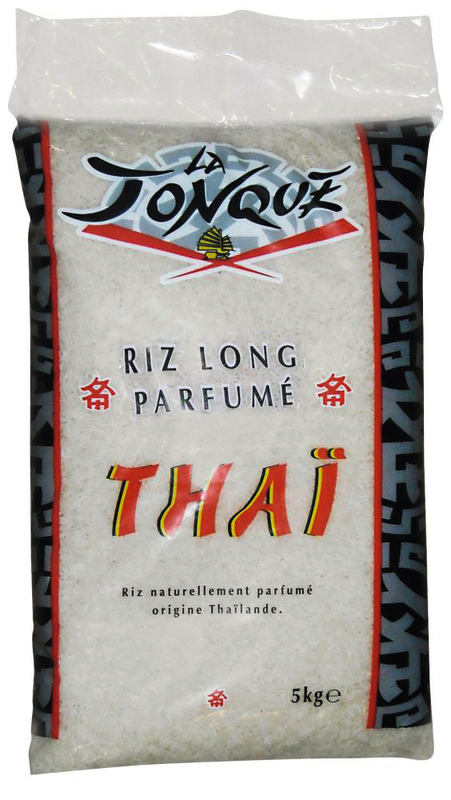 LA
JONQUE
RIZ LONG
PARFUMÉ
THAÏ
Riz naturellement parfumé
origine Thaïlande.
5kg℮